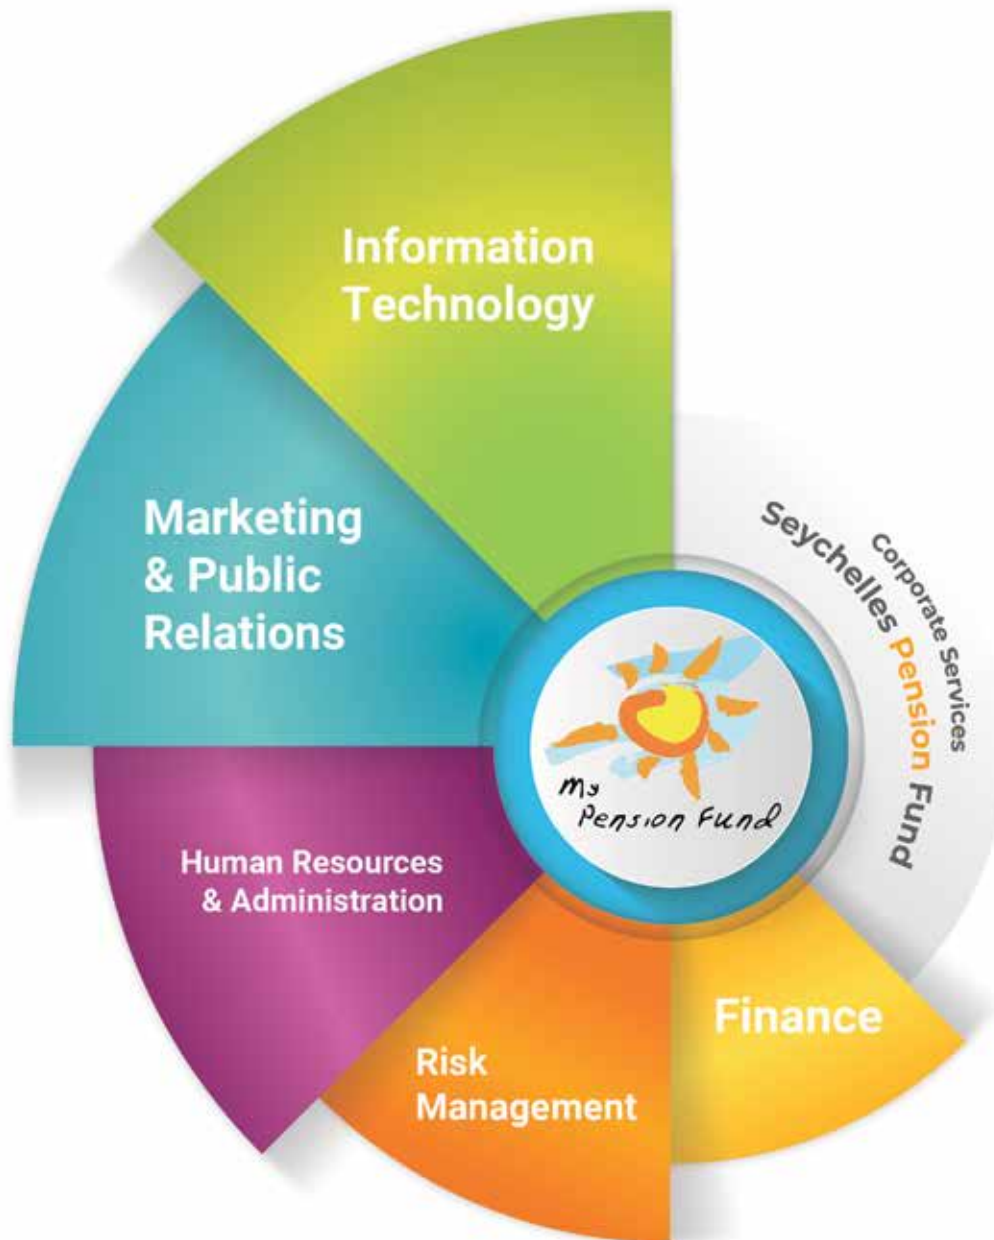 Information
Technology
Marketing
& Public
Relations
Corporate Services
Seychelles Pension Fund
My
Pension Fund
Human Resources
& Administration
Finance
Risk
Management